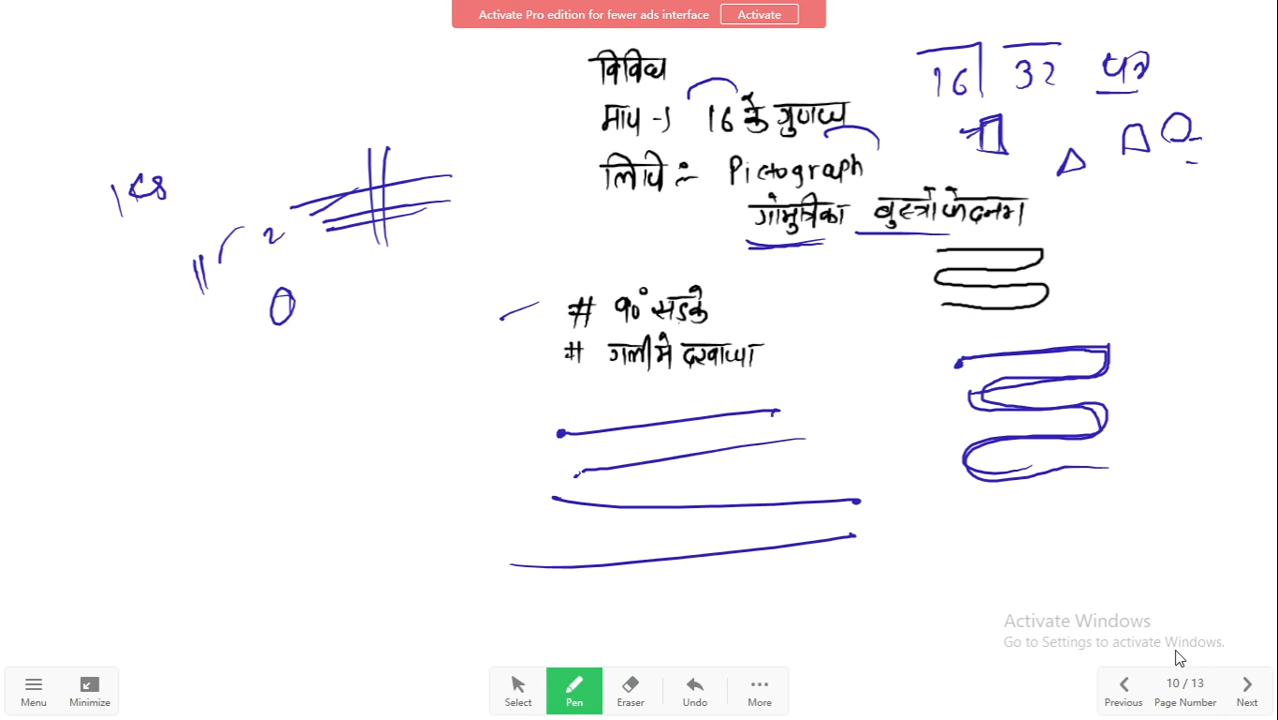 Activate Pro edition for fewer ads interface Activate
विविध
माप -> 16 के गुणज
16 32
लिपि :- Pictograph
गोमुत्रिका बुस्त्रोफेदनम
# 90° सड़के
# गली मे दरवाजा
Activate Windows
Go to Settings to activate Windows.
Menu Minimize Select Pen Eraser Undo More Previous 10 / 13 Page Number Next